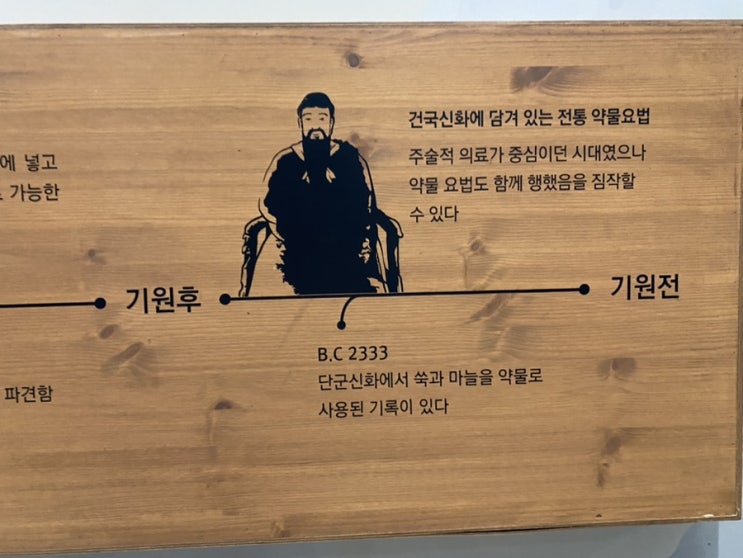 에 넣고
가능한
건국신화에 담겨 있는 전통 약물요법
주술적 의료가 중심이던 시대였으나
약물 요법도 함께 행했음을 짐작할
수 있다
기원후
기원전
파견함
B.C 2333
단군신화에서 쑥과 마늘을 약물로
사용된 기록이 있다